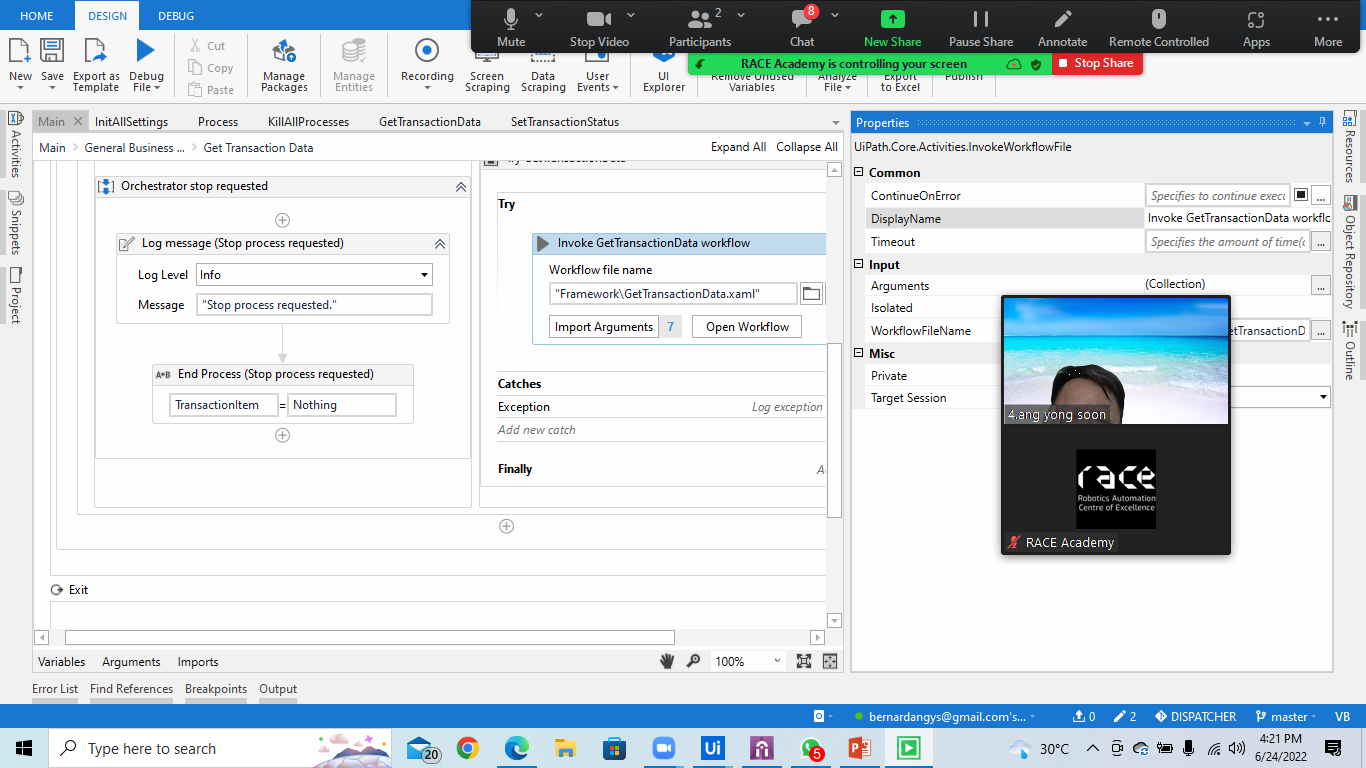 HOME
DESIGN
DEBUG
Mute
Stop Video
2
Participants
8
Chat
New Share
Pause Share
Annotate
Remote Controlled
Apps
More
RACE Academy is controlling your screen
Stop Share
New
Save
Export as
Template
Debug
File
Cut
Copy
Paste
Manage
Packages
Manage
Entities
Recording
Screen
Scraping
Data
Scraping
User
Events
UI
Explorer
Remove Unused
Variables
Analyze
File
Export
to Excel
Publish
Activities
Snippets
Project
Main
InitAllSettings
Process
KillAllProcesses
GetTransactionData
SetTransactionStatus
Main
General Business ...
Get Transaction Data
Expand All
Collapse All
Orchestrator stop requested
Log message (Stop process requested)
Log Level
Info
Message
"Stop process requested."
A+B
End Process (Stop process requested)
TransactionItem
=
Nothing
Try GetTransactionData
Try
Invoke GetTransactionData workflow
Workflow file name
"Framework\GetTransactionData.xaml"
Import Arguments
7
Open Workflow
Catches
Exception
Log exception
Add new catch
Finally
Exit
Variables
Arguments
Imports
100%
Properties
UiPath.Core.Activities.InvokeWorkflowFile
Common
ContinueOnError
Specifies to continue execu
...
DisplayName
Invoke GetTransactionData workflc
Timeout
Specifies the amount of time(
...
Input
Arguments
(Collection)
...
Isolated
WorkflowFileName
etTransactionD
...
Misc
Private
Target Session
4.ang yong soon
race
Robotics Automation
Centre of Excellence
RACE Academy
Resources
Object Repository
Outline
Error List
Find References
Breakpoints
Output
bernardangys@gmail.com's...
0
2
DISPATCHER
master
VB
Type here to search
20
Ui
5
30°C
4:21 PM
6/24/2022